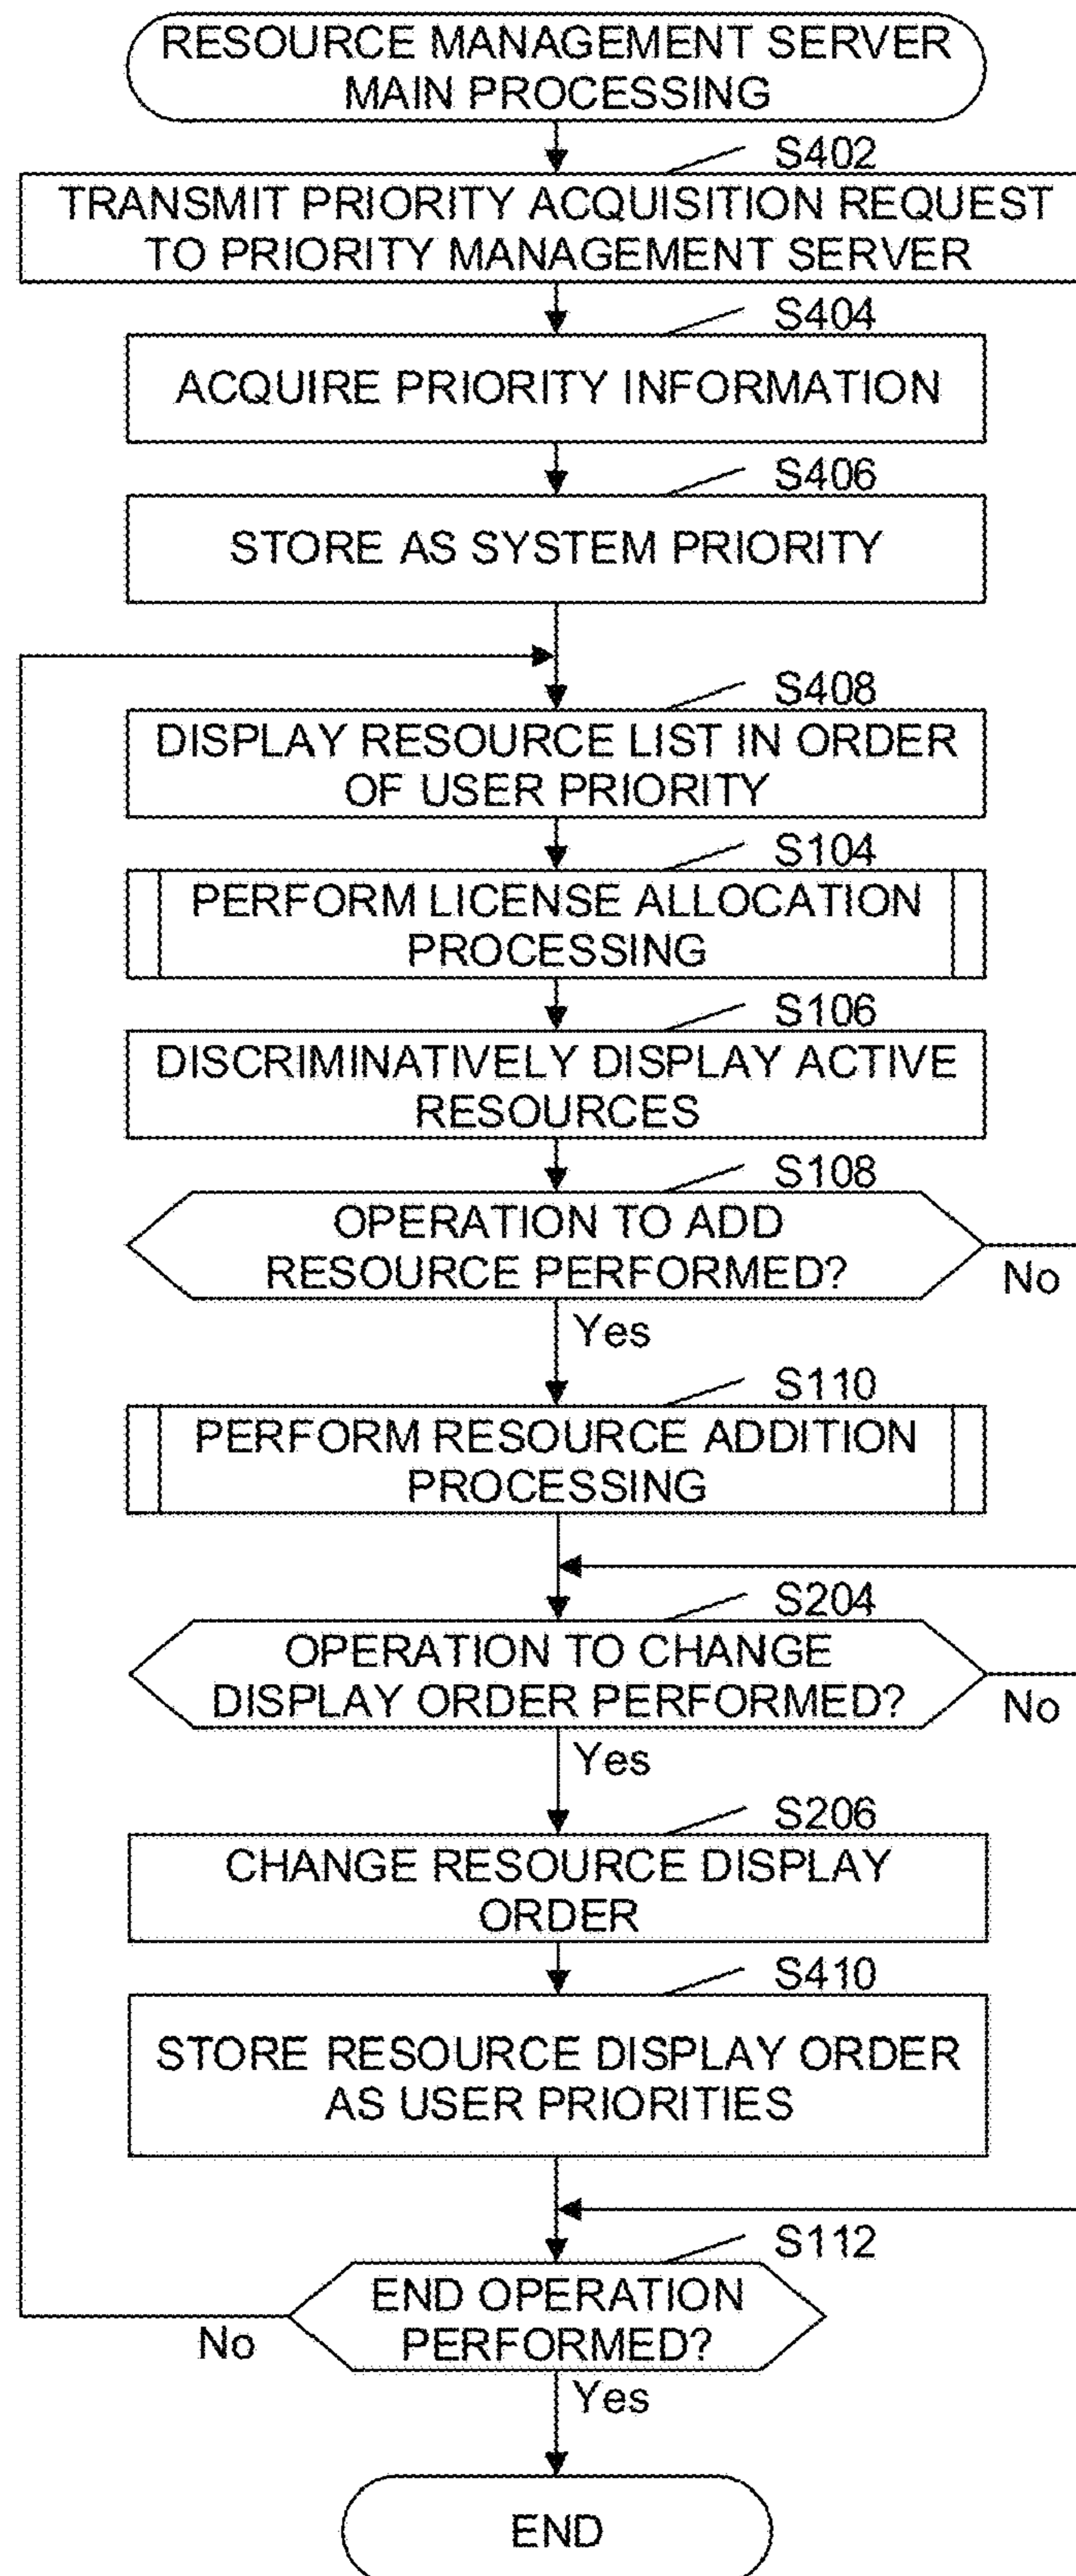 RESOURCE MANAGEMENT SERVER
MAIN PROCESSING
S402
TRANSMIT PRIORITY ACQUISITION REQUEST
TO PRIORITY MANAGEMENT SERVER
S404
ACQUIRE PRIORITY INFORMATION
S406
STORE AS SYSTEM PRIORITY
S408
DISPLAY RESOURCE LIST IN ORDER
OF USER PRIORITY
S104
PERFORM LICENSE ALLOCATION
PROCESSING
S106
DISCRIMINATIVELY DISPLAY ACTIVE
RESOURCES
S108
OPERATION TO ADD
RESOURCE PERFORMED?
No
Yes
S110
PERFORM RESOURCE ADDITION
PROCESSING
S204
OPERATION TO CHANGE
DISPLAY ORDER PERFORMED?
No
Yes
S206
CHANGE RESOURCE DISPLAY
ORDER
S410
STORE RESOURCE DISPLAY ORDER
AS USER PRIORITIES
S112
END OPERATION
PERFORMED?
No
Yes
END